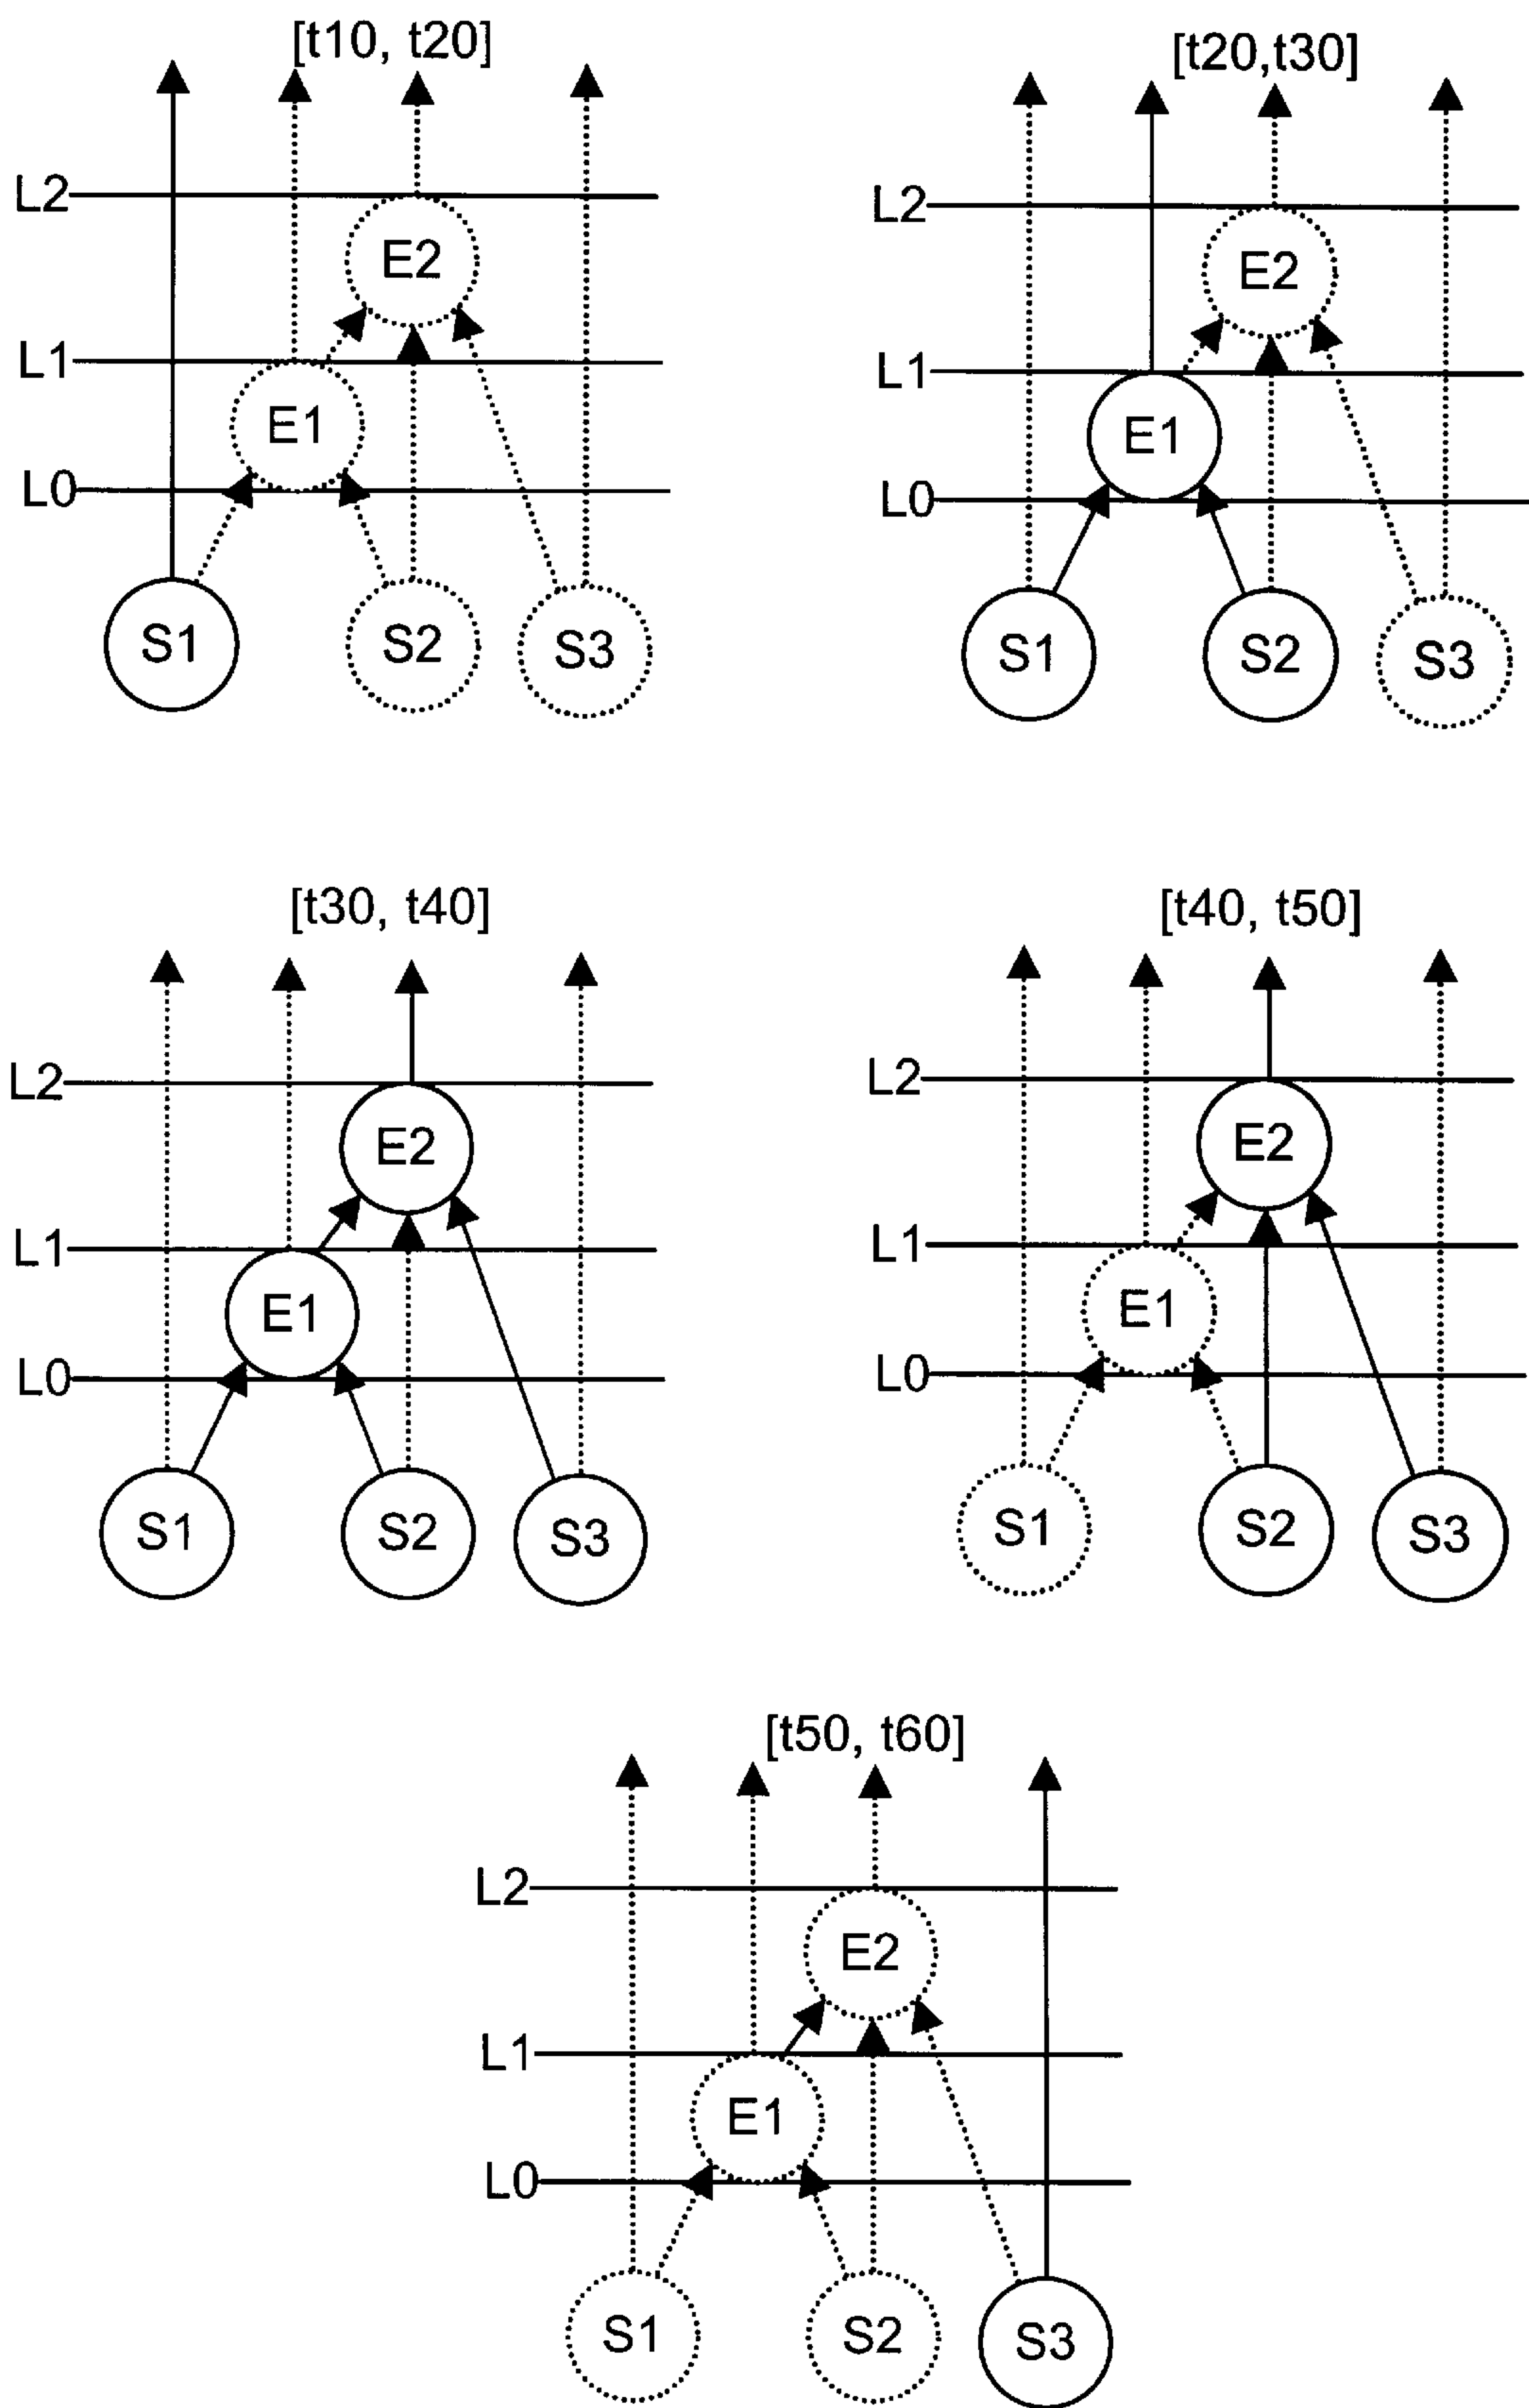 [t10, t20]
L2
E2
L1
E1
L0
S1 S2 S3
[t20,t30]
L2
E2
L1
E1
L0
S1 S2 S3
[t30, t40]
L2
E2
L1
E1
L0
S1 S2 S3
[t40, t50]
L2
E2
L1
E1
L0
S1 S2 S3
[t50, t60]
L2
E2
L1
E1
L0
S1 S2 S3